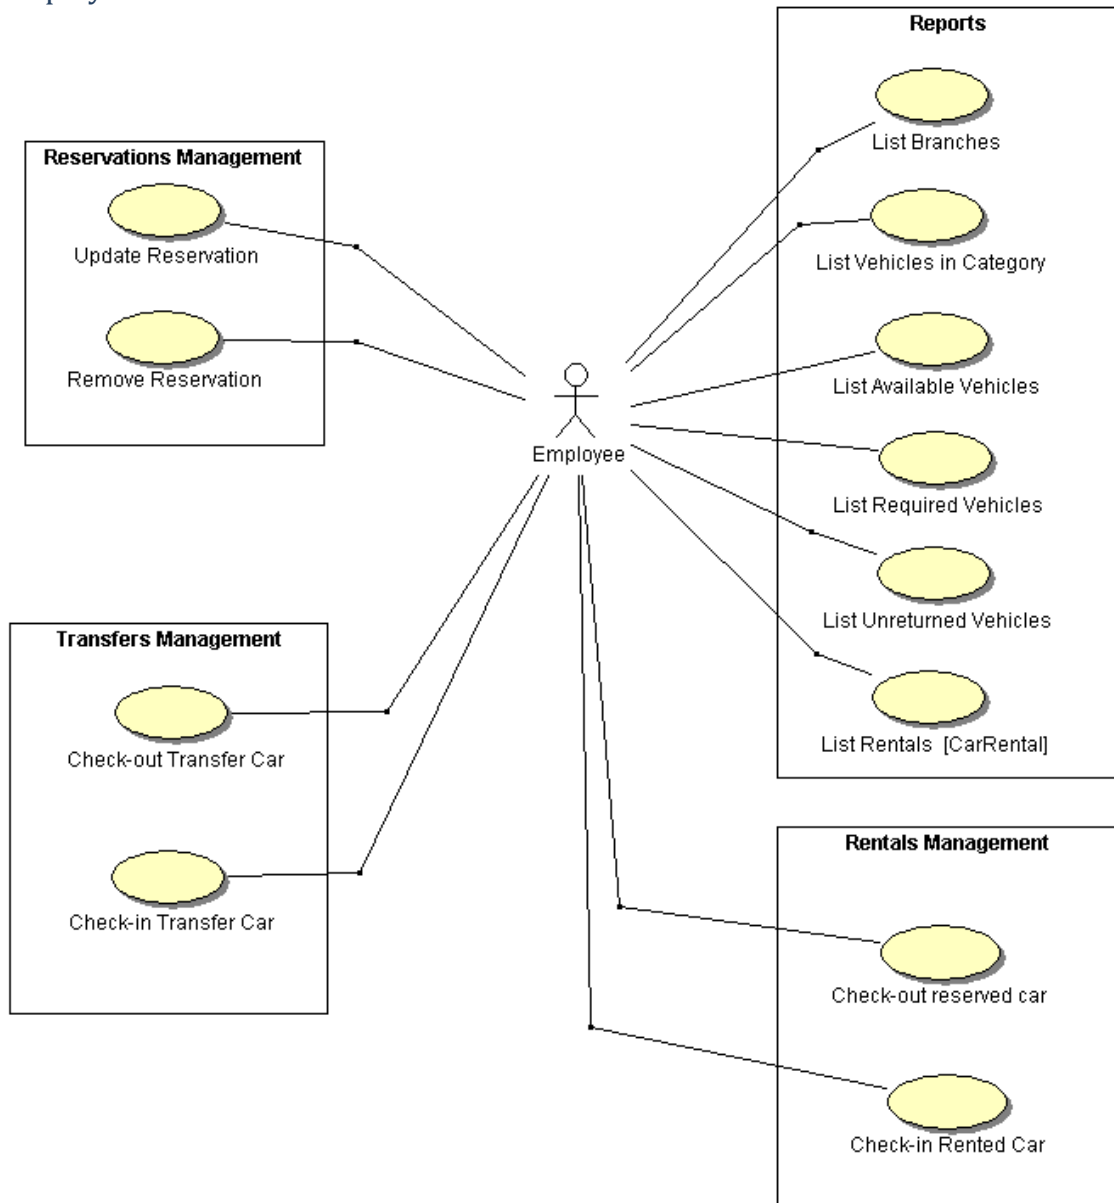 Reports
List Branches
List Vehicles in Category
List Available Vehicles
List Required Vehicles
List Unreturned Vehicles
List Rentals [CarRental]
Reservations Management
Update Reservation
Remove Reservation
Employee
Transfers Management
Check-out Transfer Car
Check-in Transfer Car
Rentals Management
Check-out reserved car
Check-in Rented Car